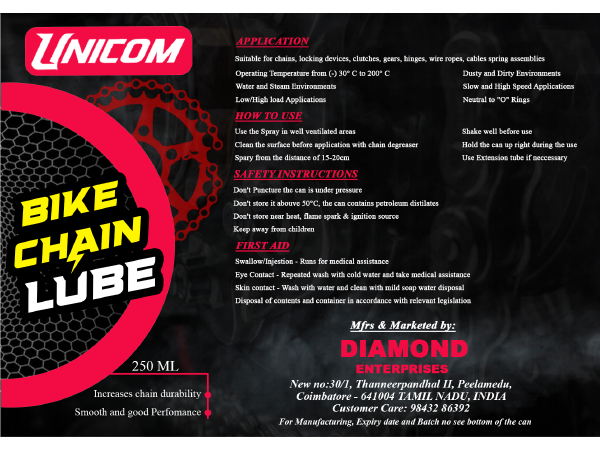 UNICOM
BIKE
CHAIN
LUBE
250 ML
Increases chain durability
Smooth and good Perfomance
APPLICATION
Suitable for chains, locking devices, clutches, gears, hinges, wire ropes, cables spring assemblies
Operating Temperature from (-) 30° C to 200° C
Dusty and Dirty Environments
Water and Steam Environments
Slow and High Speed Applications
Low/High load Applications
Neutral to "O" Rings
HOW TO USE
Use the Spray in well ventilated areas
Shake well before use
Clean the surface before application with chain degreaser
Hold the can up right during the use
Spary from the distance of 15-20cm
Use Extension tube if neccessary
SAFETY INSTRUCTIONS
Don't Puncture the can is under pressure
Don't store it abouve 50°C, the can contains petroleum distilates
Don't store near heat, flame spark & ignition source
Keep away from children
FIRST AID
Swallow/Injestion - Runs for medical assistance
Eye Contact - Repeated wash with cold water and take medical assistance
Skin contact - Wash with water and clean with mild soap water disposal
Disposal of contents and container in accordance with relevant legislation
Mfrs & Marketed by:
DIAMOND
ENTERPRISES
New no:30/1, Thanneerpandhal II, Peelamedu,
Coimbatore - 641004 TAMIL NADU, INDIA
Customer Care: 98432 86392
For Manufacturing, Expiry date and Batch no see bottom of the can